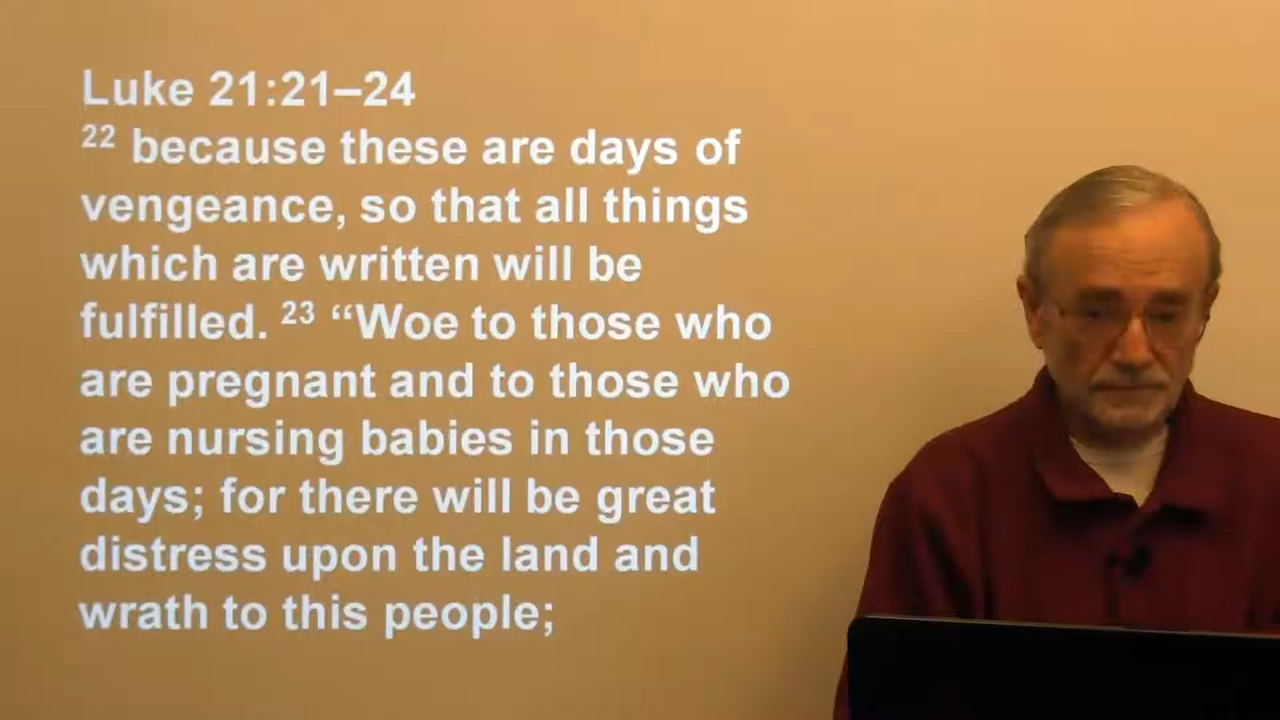 Luke 21:21–24
22 because these are days of
vengeance, so that all things
which are written will be
fulfilled. 23 “Woe to those who
are pregnant and to those who
are nursing babies in those
days; for there will be great
distress upon the land and
wrath to this people;